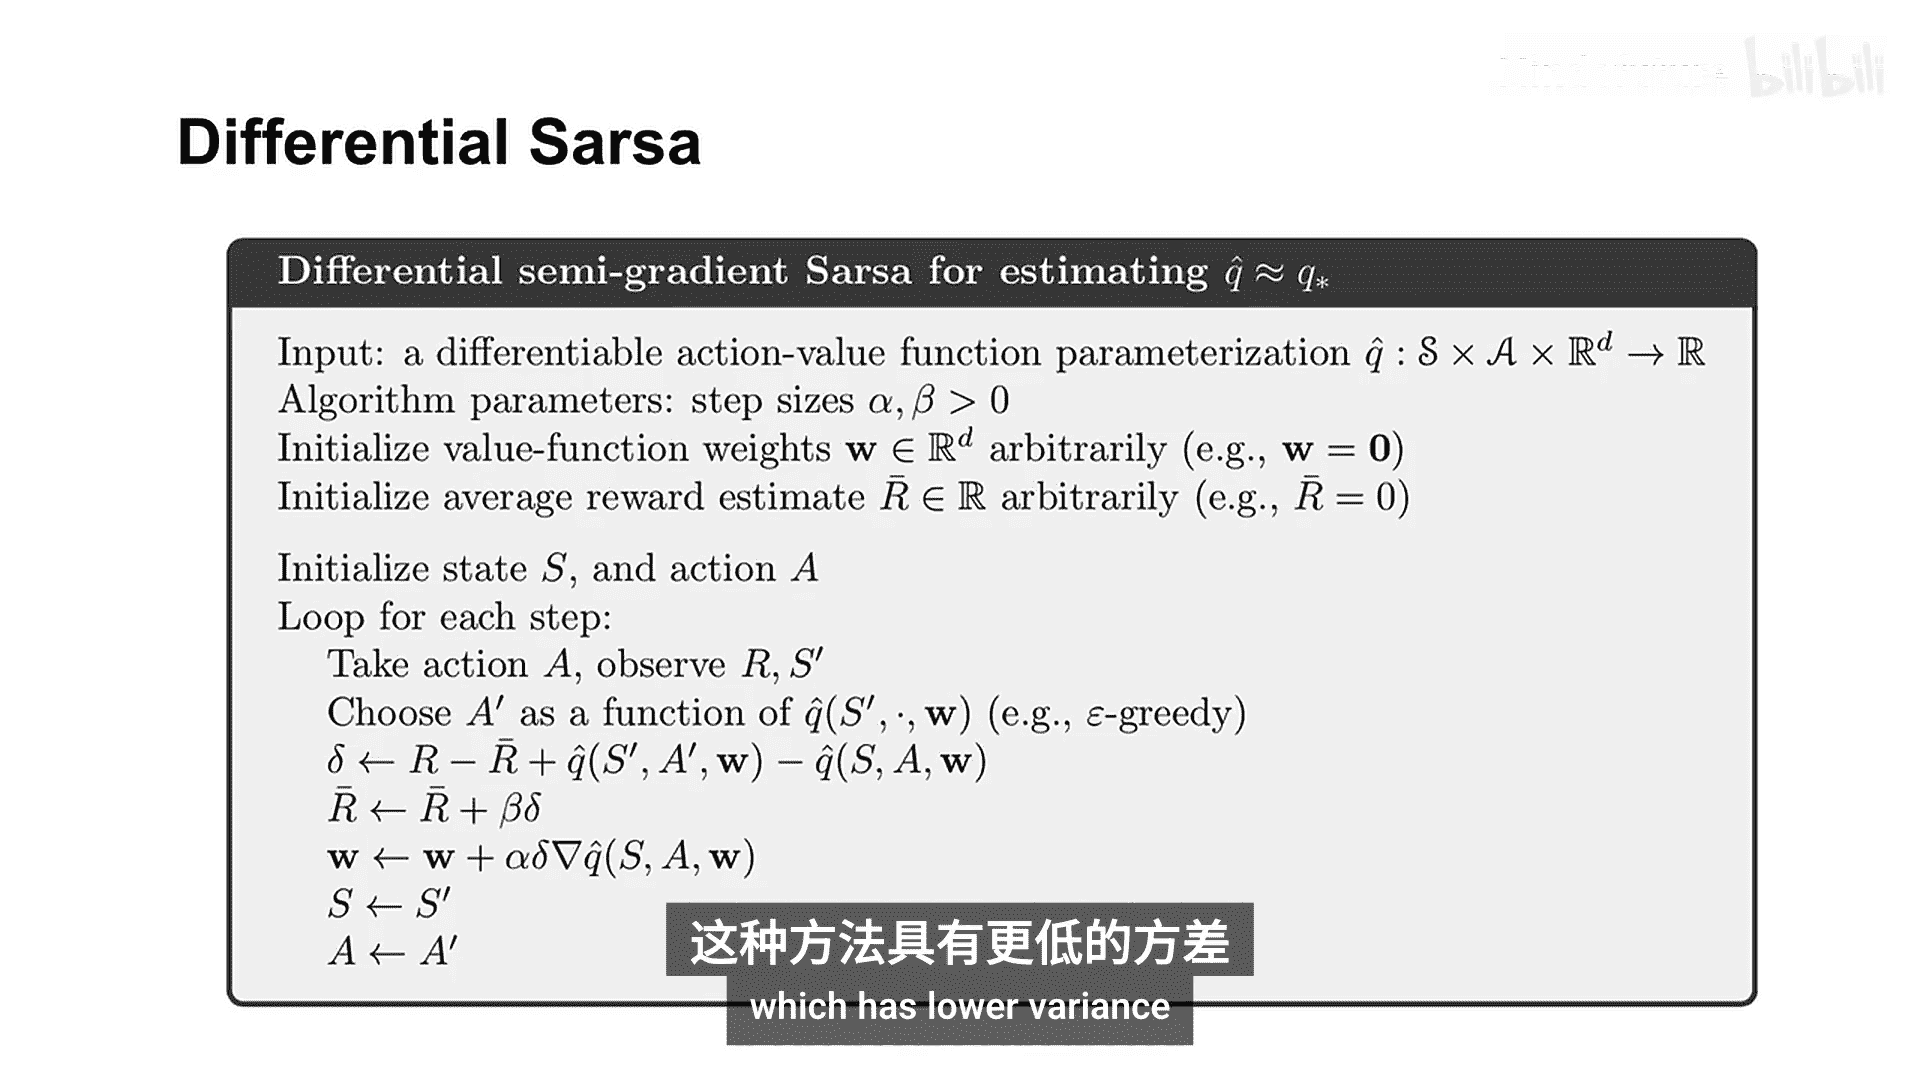 bilibili
Differential Sarsa
Differential semi-gradient Sarsa for estimating q̂ ≈ q∗
Input: a differentiable action-value function parameterization q̂ : 𝒮 × 𝒜 × ℝᵈ → ℝ
Algorithm parameters: step sizes α, β > 0
Initialize value-function weights w ∈ ℝᵈ arbitrarily (e.g., w = 0)
Initialize average reward estimate R̄ ∈ ℝ arbitrarily (e.g., R̄ = 0)
Initialize state S, and action A
Loop for each step:
Take action A, observe R, S′
Choose A′ as a function of q̂(S′, ·, w) (e.g., ε-greedy)
δ ← R − R̄ + q̂(S′, A′, w) − q̂(S, A, w)
R̄ ← R̄ + βδ
w ← w + αδ∇q̂(S, A, w)
S ← S′
A ← A′
这种方法具有更低的方差
which has lower variance